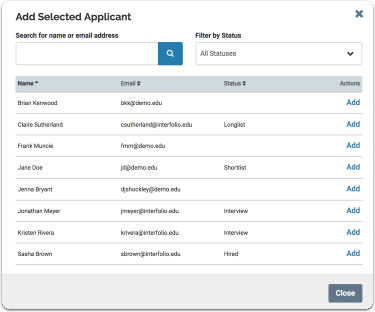 Add Selected Applicant
Search for name or email address
Filter by Status
All Statuses
Name Email Status Actions
Brian Kenwood bkk@demo.edu Add
Claire Sutherland csutherland@interfolio.edu Longlist Add
Frank Muncie fmm@demo.edu Add
Jane Doe jd@demo.edu Shortlist Add
Jenna Bryant djshockley@demo.edu Add
Jonathan Meyer jmeyer@interfolio.edu Interview Add
Kristen Rivera krivera@interfolio.edu Interview Add
Sasha Brown sbrown@interfolio.edu Hired Add
Close